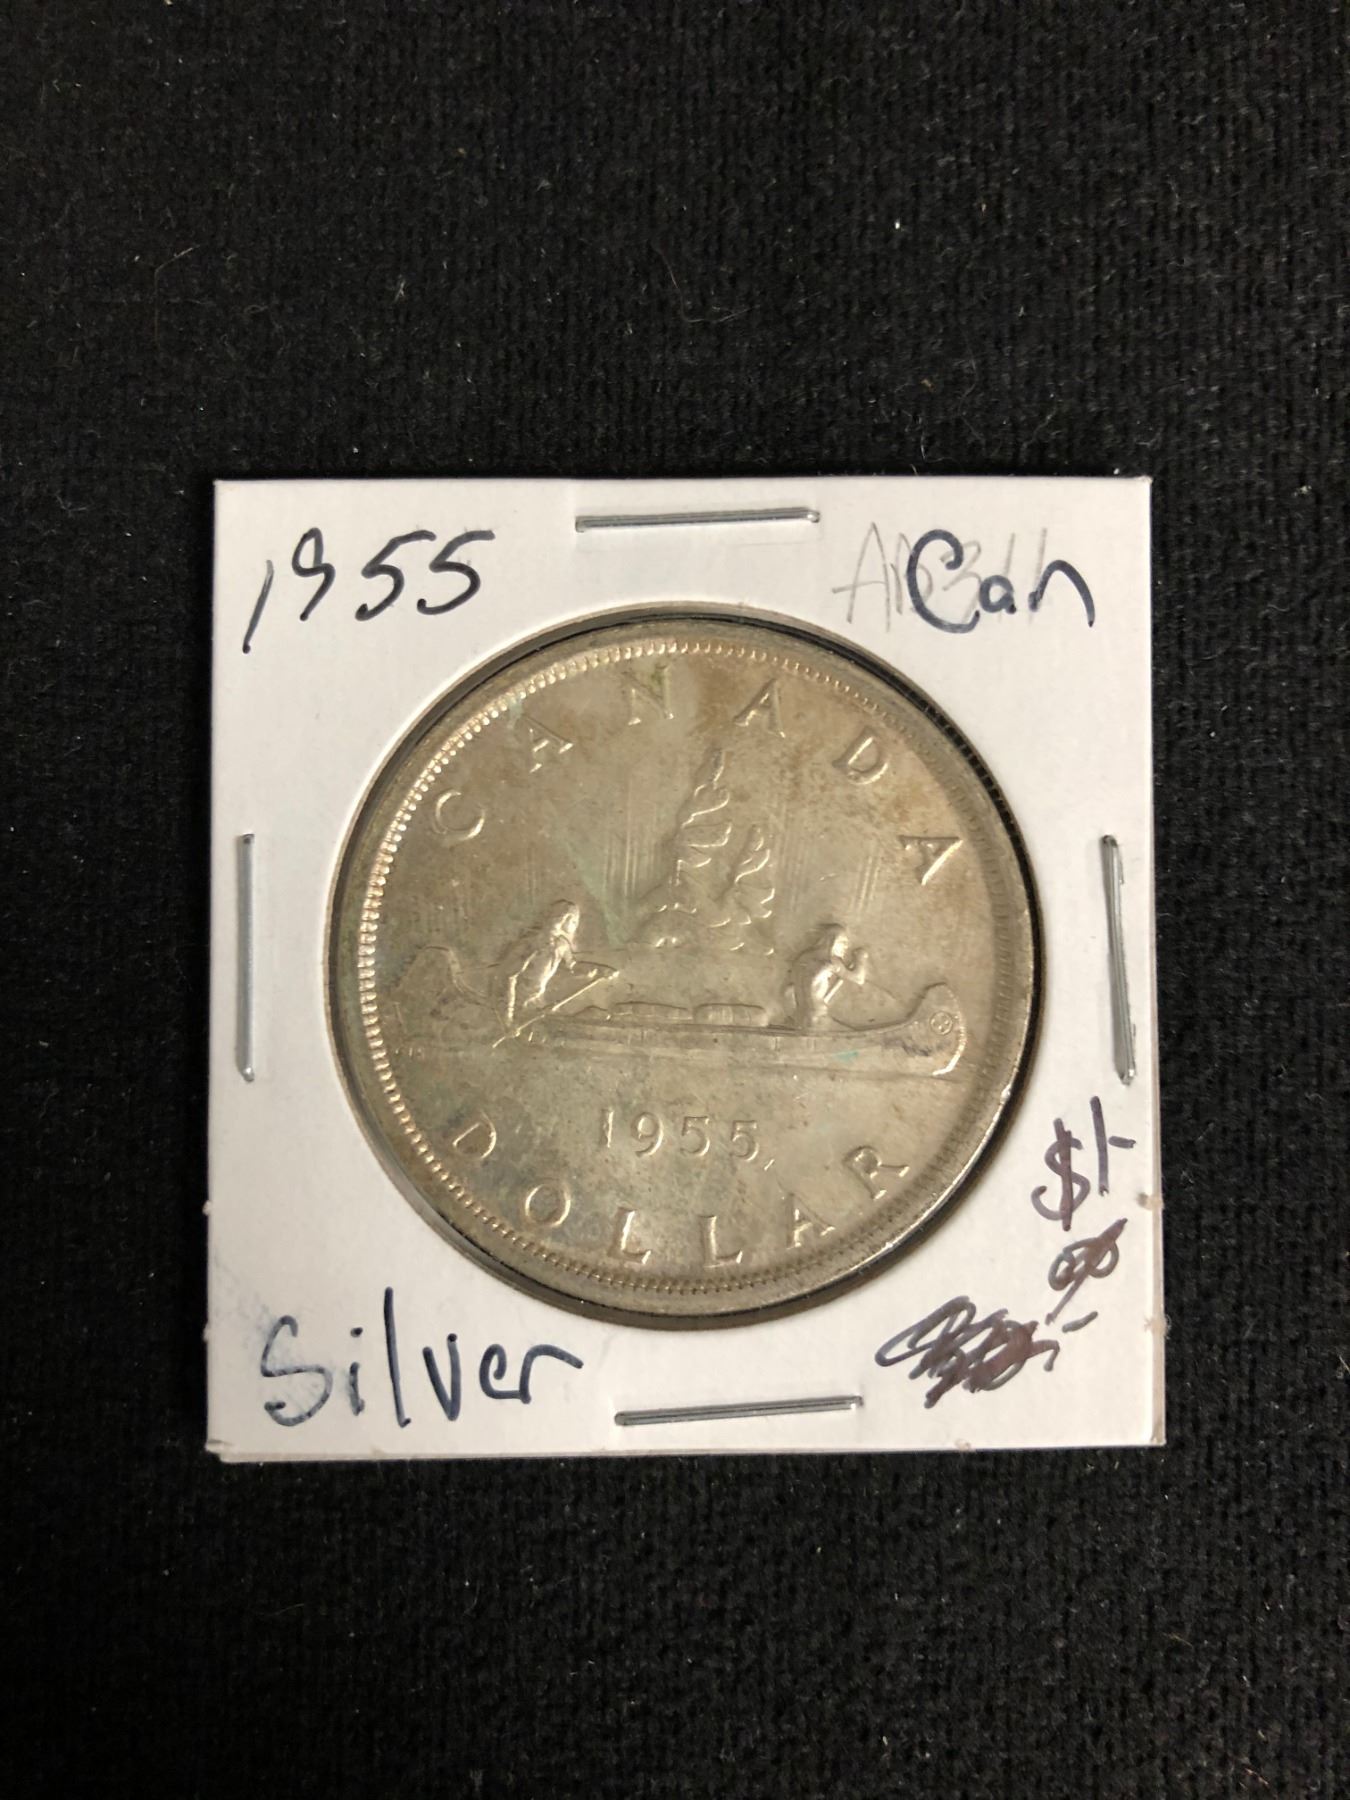 1955 Can
CANADA
1955
DOLLAR
$1-
Silver